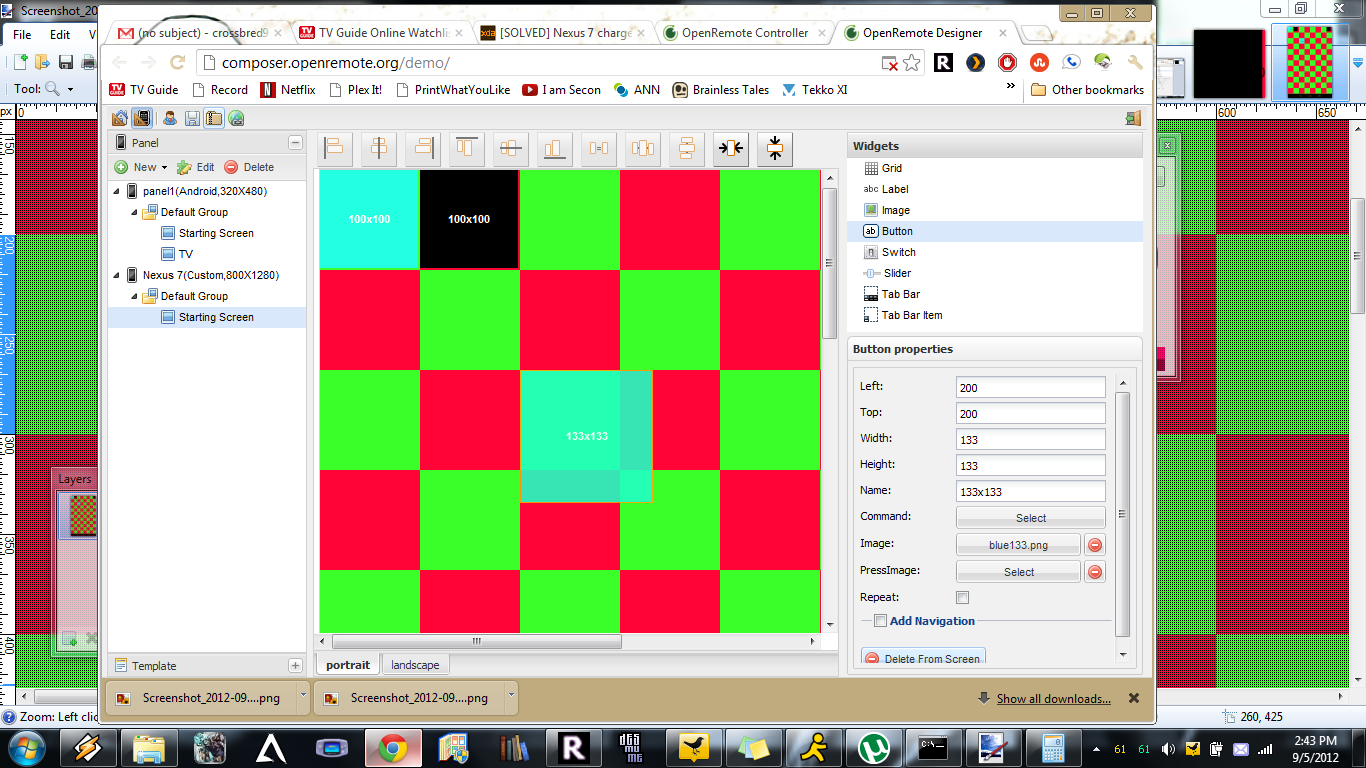 Screenshot_20
File Edit V
Tool:
px
0
150
200
250
300
350
400
Layers
Zoom: Left clic
(no subject) - crossbred9
TV Guide Online Watchlis
[SOLVED] Nexus 7 charge
OpenRemote Controller
OpenRemote Designer
composer.openremote.org/demo/
TV Guide Record Netflix Plex It! PrintWhatYouLike I am Secon ANN Brainless Tales Tekko XI » Other bookmarks
Panel
New Edit Delete
panel1(Android,320X480)
Default Group
Starting Screen
TV
Nexus 7(Custom,800X1280)
Default Group
Starting Screen
Template
100x100 100x100
133x133
portrait landscape
Widgets
Grid
abc Label
Image
ab Button
Switch
Slider
Tab Bar
Tab Bar Item
Button properties
Left: 200
Top: 200
Width: 133
Height: 133
Name: 133x133
Command: Select
Image: blue133.png
PressImage: Select
Repeat:
Add Navigation
Delete From Screen
600 650
Screenshot_2012-09....png Screenshot_2012-09....png Show all downloads...
260, 425
61 61 2:43 PM
9/5/2012